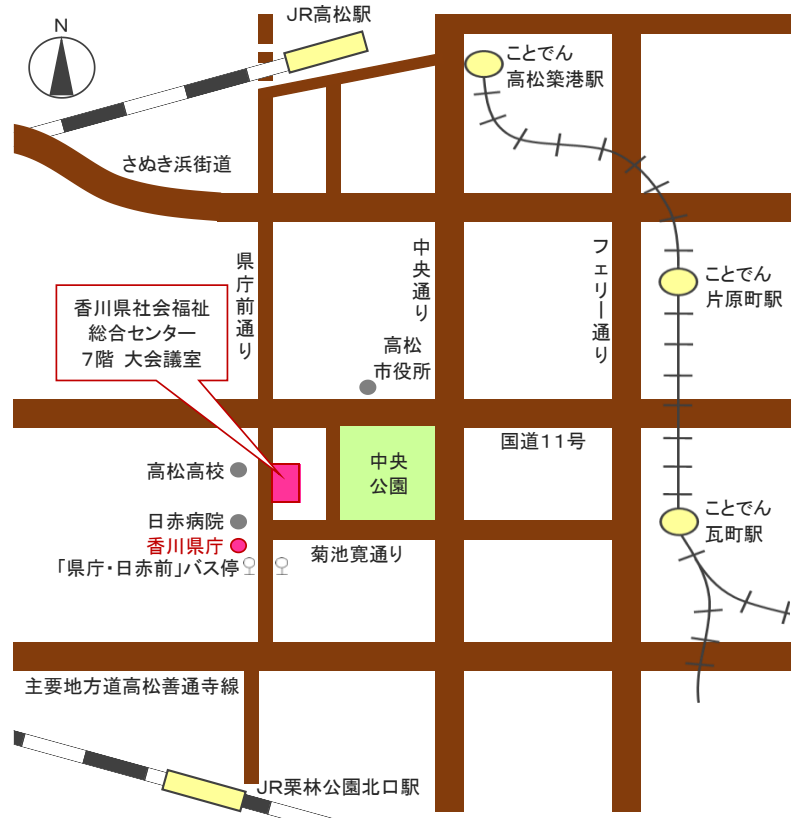 JR高松駅
N
ことでん
高松築港駅
さぬき浜街道
県庁前通り
中央通り
フェリー通り
ことでん
片原町駅
香川県社会福祉
総合センター
7階 大会議室
高松
市役所
国道11号
中央
公園
高松高校
日赤病院
香川県庁
「県庁・日赤前」バス停
菊池寛通り
ことでん
瓦町駅
主要地方道高松善通寺線
JR栗林公園北口駅